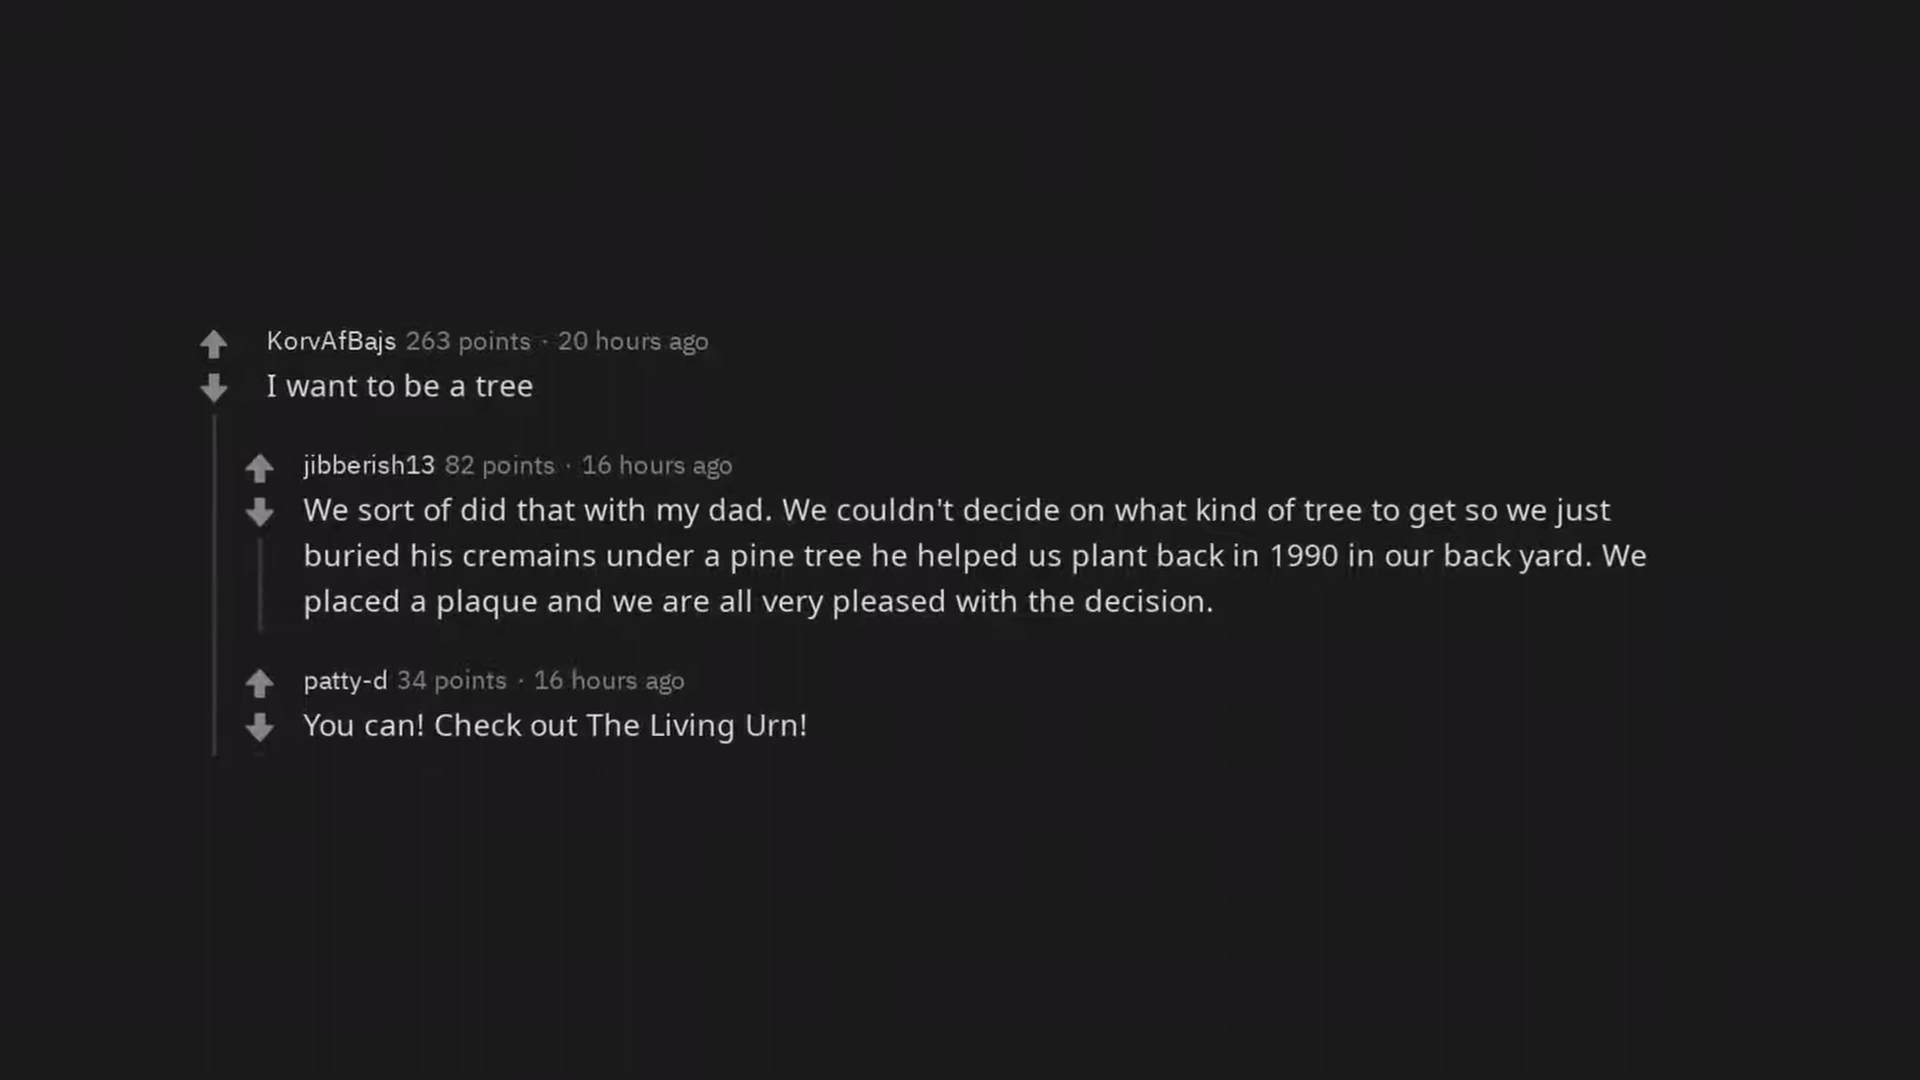 KorvAfBajs 263 points · 20 hours ago
I want to be a tree
jibberish13 82 points · 16 hours ago
We sort of did that with my dad. We couldn't decide on what kind of tree to get so we just
buried his cremains under a pine tree he helped us plant back in 1990 in our back yard. We
placed a plaque and we are all very pleased with the decision.
patty-d 34 points · 16 hours ago
You can! Check out The Living Urn!